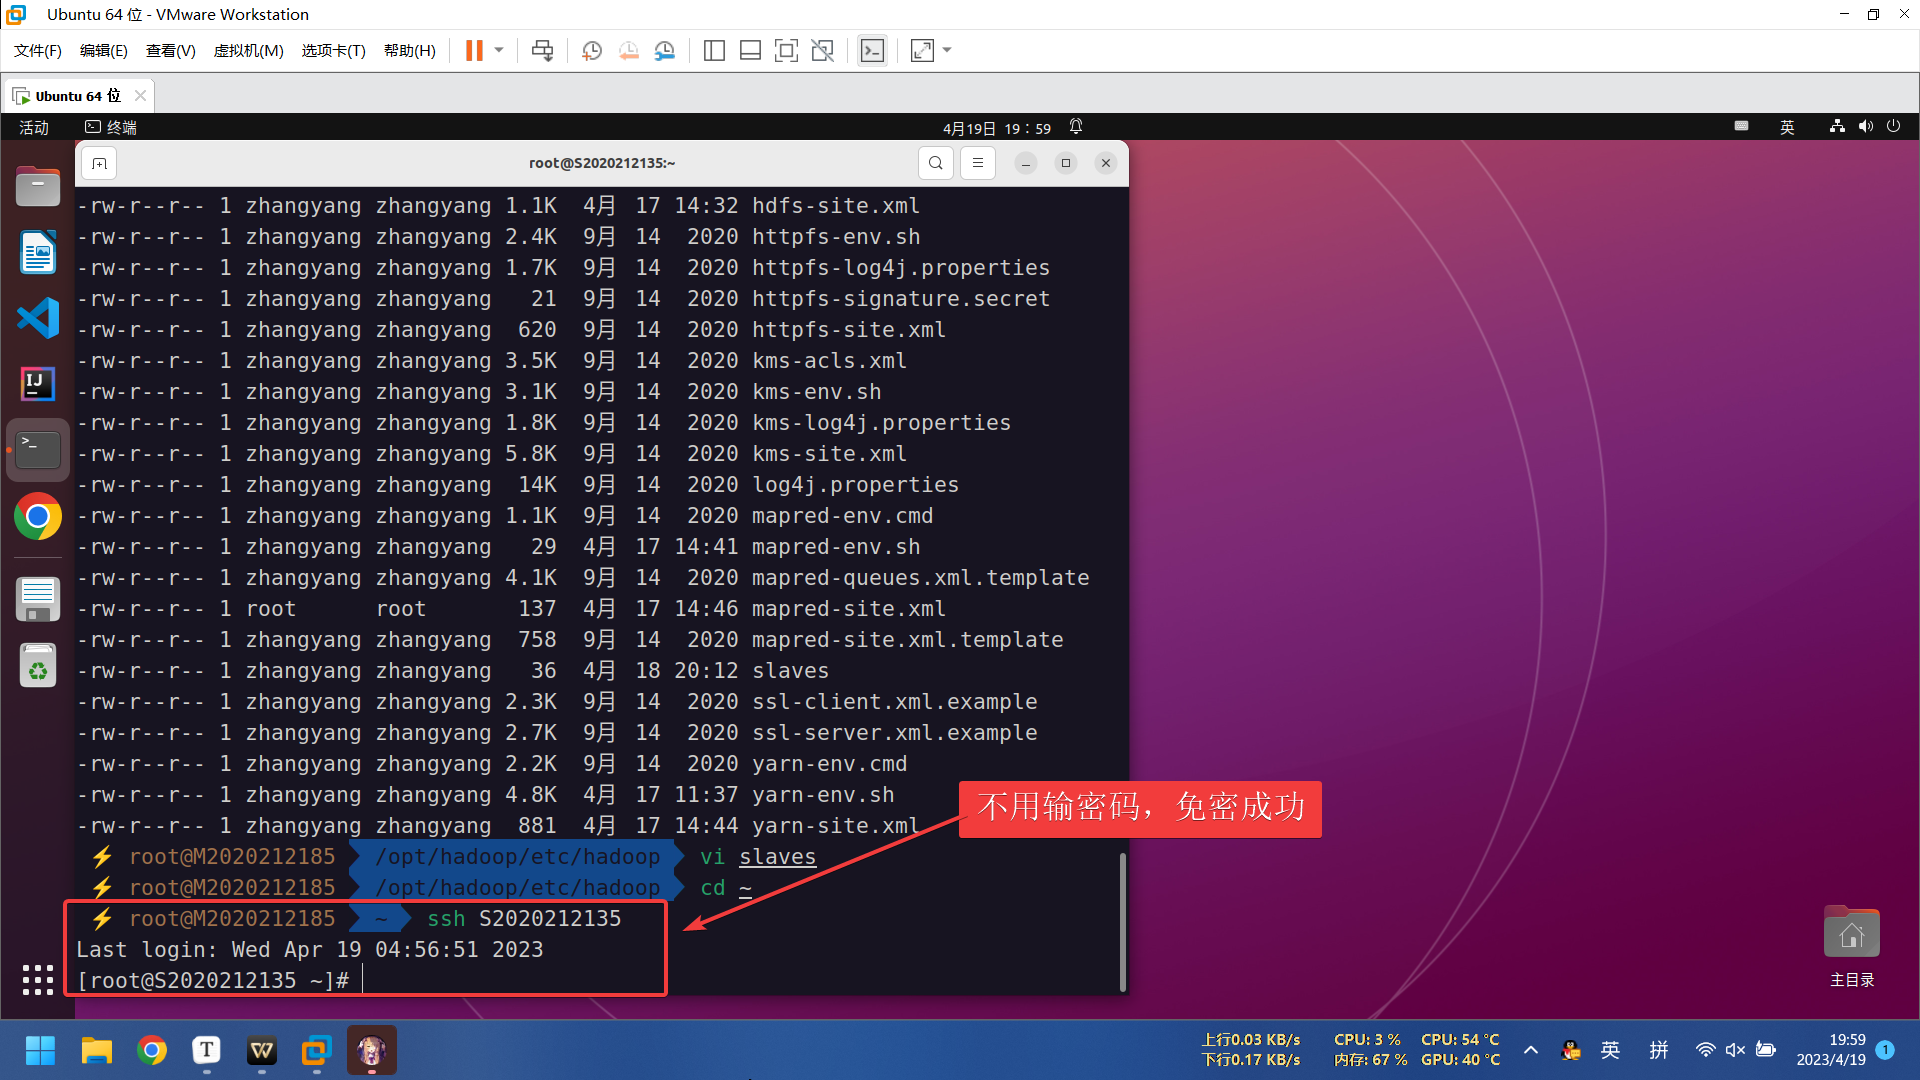 Ubuntu 64 位 - VMware Workstation
文件(F) 编辑(E) 查看(V) 虚拟机(M) 选项卡(T) 帮助(H)
Ubuntu 64 位
活动 终端 4月19日 19：59 英
root@S2020212135:~
-rw-r--r-- 1 zhangyang zhangyang 1.1K 4月 17 14:32 hdfs-site.xml
-rw-r--r-- 1 zhangyang zhangyang 2.4K 9月 14 2020 httpfs-env.sh
-rw-r--r-- 1 zhangyang zhangyang 1.7K 9月 14 2020 httpfs-log4j.properties
-rw-r--r-- 1 zhangyang zhangyang 21 9月 14 2020 httpfs-signature.secret
-rw-r--r-- 1 zhangyang zhangyang 620 9月 14 2020 httpfs-site.xml
-rw-r--r-- 1 zhangyang zhangyang 3.5K 9月 14 2020 kms-acls.xml
-rw-r--r-- 1 zhangyang zhangyang 3.1K 9月 14 2020 kms-env.sh
-rw-r--r-- 1 zhangyang zhangyang 1.8K 9月 14 2020 kms-log4j.properties
-rw-r--r-- 1 zhangyang zhangyang 5.8K 9月 14 2020 kms-site.xml
-rw-r--r-- 1 zhangyang zhangyang 14K 9月 14 2020 log4j.properties
-rw-r--r-- 1 zhangyang zhangyang 1.1K 9月 14 2020 mapred-env.cmd
-rw-r--r-- 1 zhangyang zhangyang 29 4月 17 14:41 mapred-env.sh
-rw-r--r-- 1 zhangyang zhangyang 4.1K 9月 14 2020 mapred-queues.xml.template
-rw-r--r-- 1 root root 137 4月 17 14:46 mapred-site.xml
-rw-r--r-- 1 zhangyang zhangyang 758 9月 14 2020 mapred-site.xml.template
-rw-r--r-- 1 zhangyang zhangyang 36 4月 18 20:12 slaves
-rw-r--r-- 1 zhangyang zhangyang 2.3K 9月 14 2020 ssl-client.xml.example
-rw-r--r-- 1 zhangyang zhangyang 2.7K 9月 14 2020 ssl-server.xml.example
-rw-r--r-- 1 zhangyang zhangyang 2.2K 9月 14 2020 yarn-env.cmd
-rw-r--r-- 1 zhangyang zhangyang 4.8K 4月 17 11:37 yarn-env.sh
-rw-r--r-- 1 zhangyang zhangyang 881 4月 17 14:44 yarn-site.xml
不用输密码，免密成功
⚡ root@M2020212185 /opt/hadoop/etc/hadoop vi slaves
⚡ root@M2020212185 /opt/hadoop/etc/hadoop cd ~
⚡ root@M2020212185 ~ ssh S2020212135
Last login: Wed Apr 19 04:56:51 2023
[root@S2020212135 ~]#
主目录
上行0.03 KB/s CPU: 3 % CPU: 54 °C
下行0.17 KB/s 内存: 67 % GPU: 40 °C
英 拼
19:59
2023/4/19
1